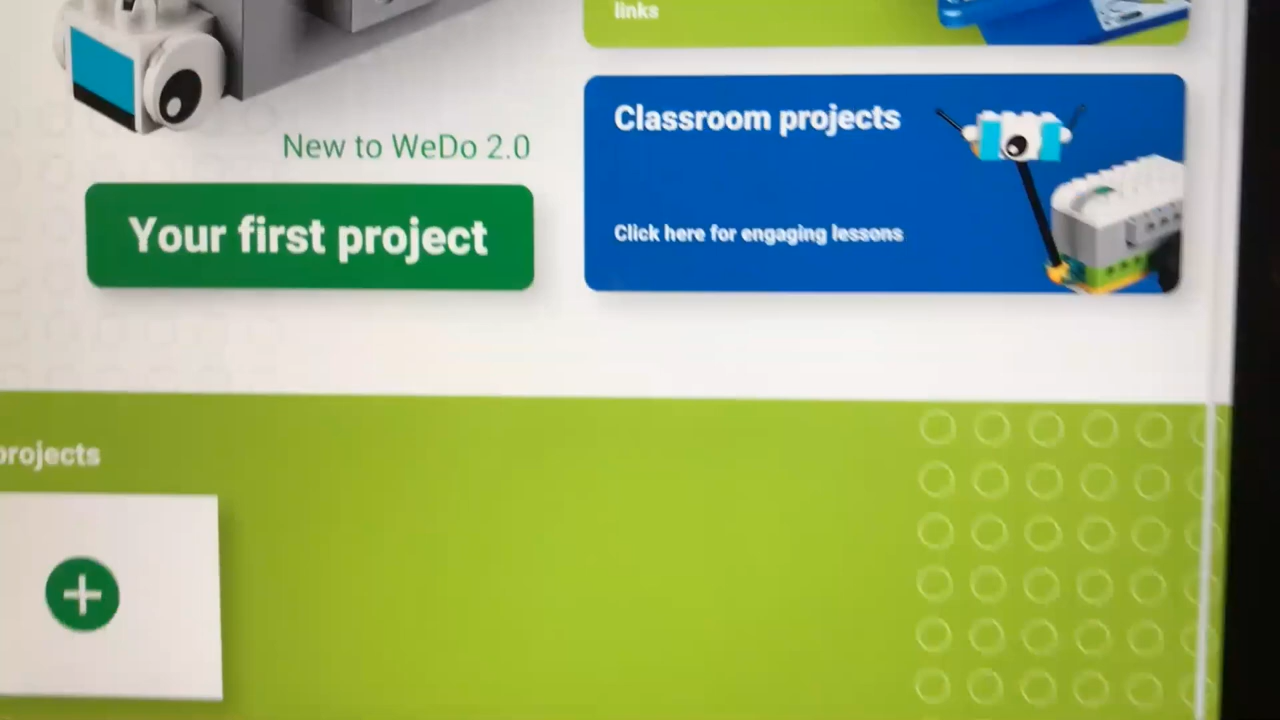 links
Classroom projects
New to WeDo 2.0
Your first project
Click here for engaging lessons
projects